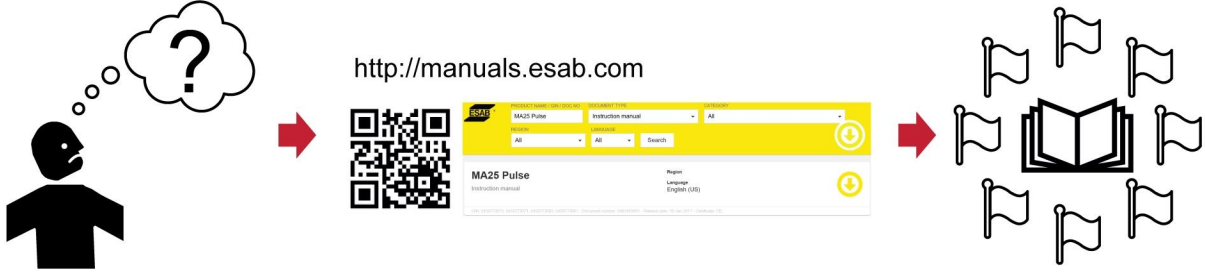 ?
http://manuals.esab.com
ESAB
PRODUCT NAME / GIN / DOC NO. DOCUMENT TYPE CATEGORY
MA25 Pulse Instruction manual All
REGION LANGUAGE
All All Search
MA25 Pulse
Instruction manual
Region
Language
English (US)